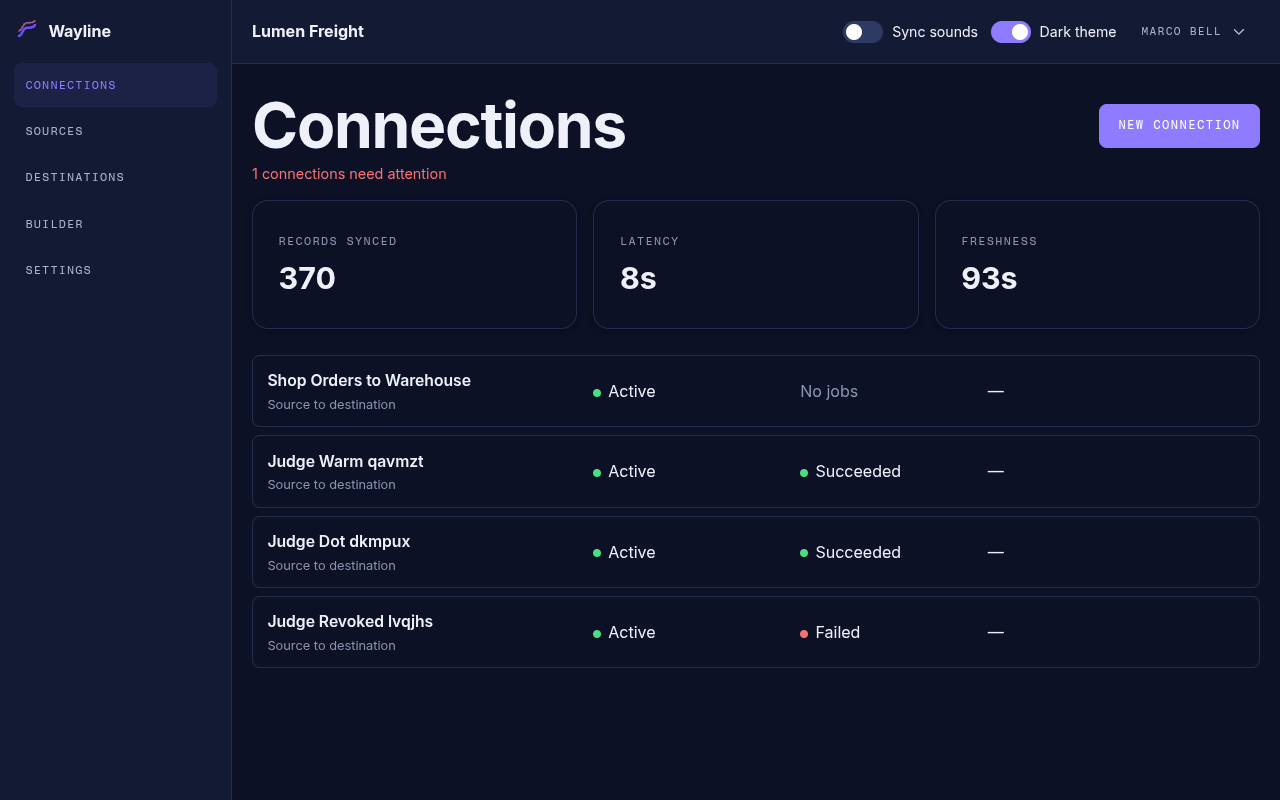 Wayline
Lumen Freight
Sync sounds
Dark theme
MARCO BELL
CONNECTIONS
SOURCES
DESTINATIONS
BUILDER
SETTINGS
Connections
1 connections need attention
NEW CONNECTION
RECORDS SYNCED
370
LATENCY
8s
FRESHNESS
93s
Shop Orders to Warehouse
Source to destination
Active
No jobs
—
Judge Warm qavmzt
Source to destination
Active
Succeeded
—
Judge Dot dkmpux
Source to destination
Active
Succeeded
—
Judge Revoked lvqjhs
Source to destination
Active
Failed
—